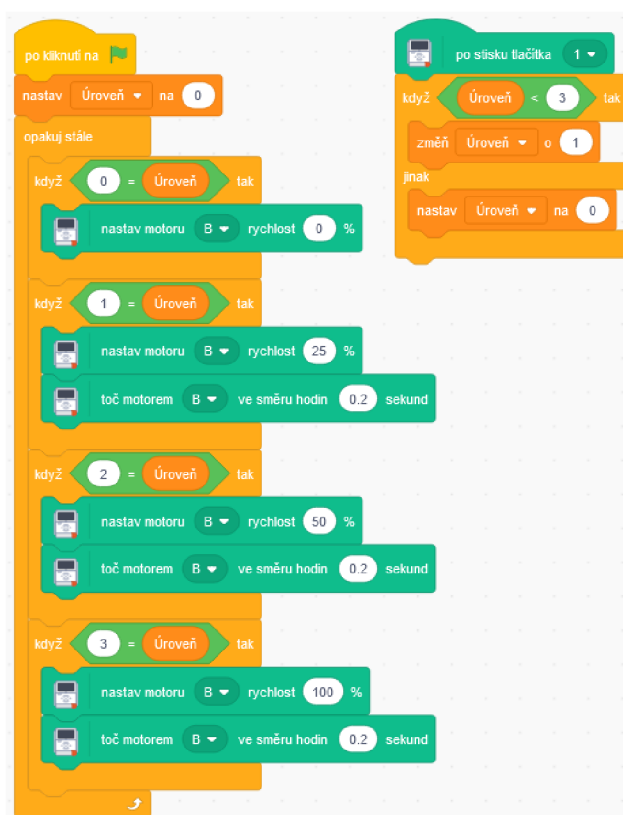 po kliknutí na
nastav Úroveň na 0
opakuj stále
když 0 = Úroveň tak
nastav motoru B rychlost 0 %
když 1 = Úroveň tak
nastav motoru B rychlost 25 %
toč motorem B ve směru hodin 0.2 sekund
když 2 = Úroveň tak
nastav motoru B rychlost 50 %
toč motorem B ve směru hodin 0.2 sekund
když 3 = Úroveň tak
nastav motoru B rychlost 100 %
toč motorem B ve směru hodin 0.2 sekund
po stisku tlačítka 1
když Úroveň < 3 tak
změň Úroveň o 1
jinak
nastav Úroveň na 0